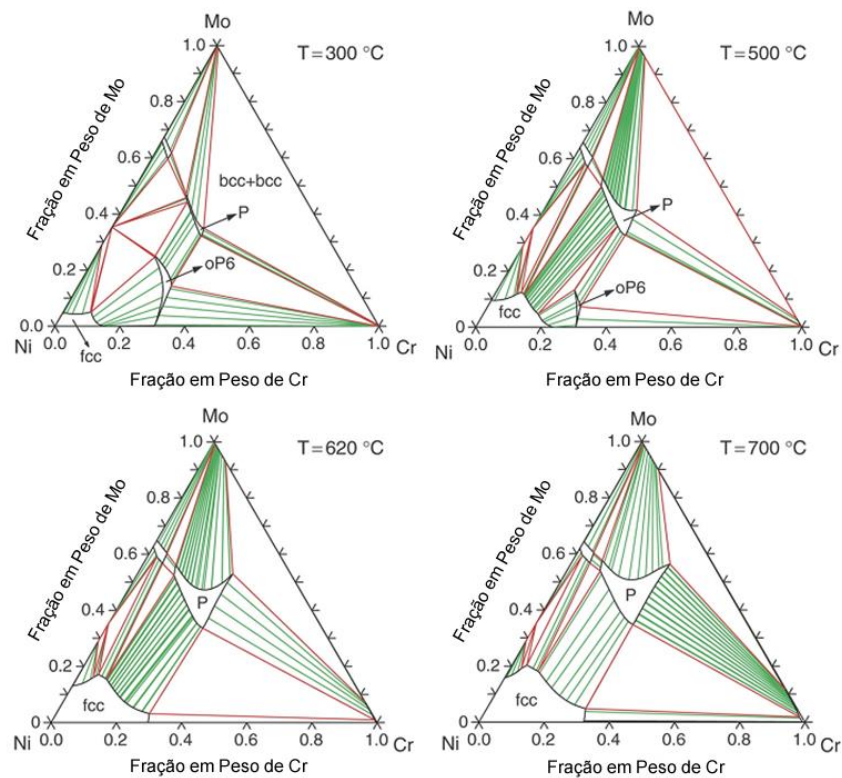 Mo
T=300 °C
1.0
0.8
0.6
0.4
0.2
0.0
Fração em Peso de Mo
bcc+bcc
P
oP6
fcc
Ni
0.0 0.2 0.4 0.6 0.8 1.0
Cr
Fração em Peso de Cr
Mo
T=500 °C
1.0
0.8
0.6
0.4
0.2
0
Fração em Peso de Mo
P
oP6
fcc
Ni
0.0 0.2 0.4 0.6 0.8 1.0
Cr
Fração em Peso de Cr
Mo
T=620 °C
1.0
0.8
0.6
0.4
0.2
0
Fração em Peso de Mo
P
fcc
Ni
0.0 0.2 0.4 0.6 0.8 1.0
Cr
Fração em Peso de Cr
Mo
T=700 °C
1.0
0.8
0.6
0.4
0.2
0
Fração em Peso de Mo
P
fcc
Ni
0.0 0.2 0.4 0.6 0.8 1.0
Cr
Fração em Peso de Cr